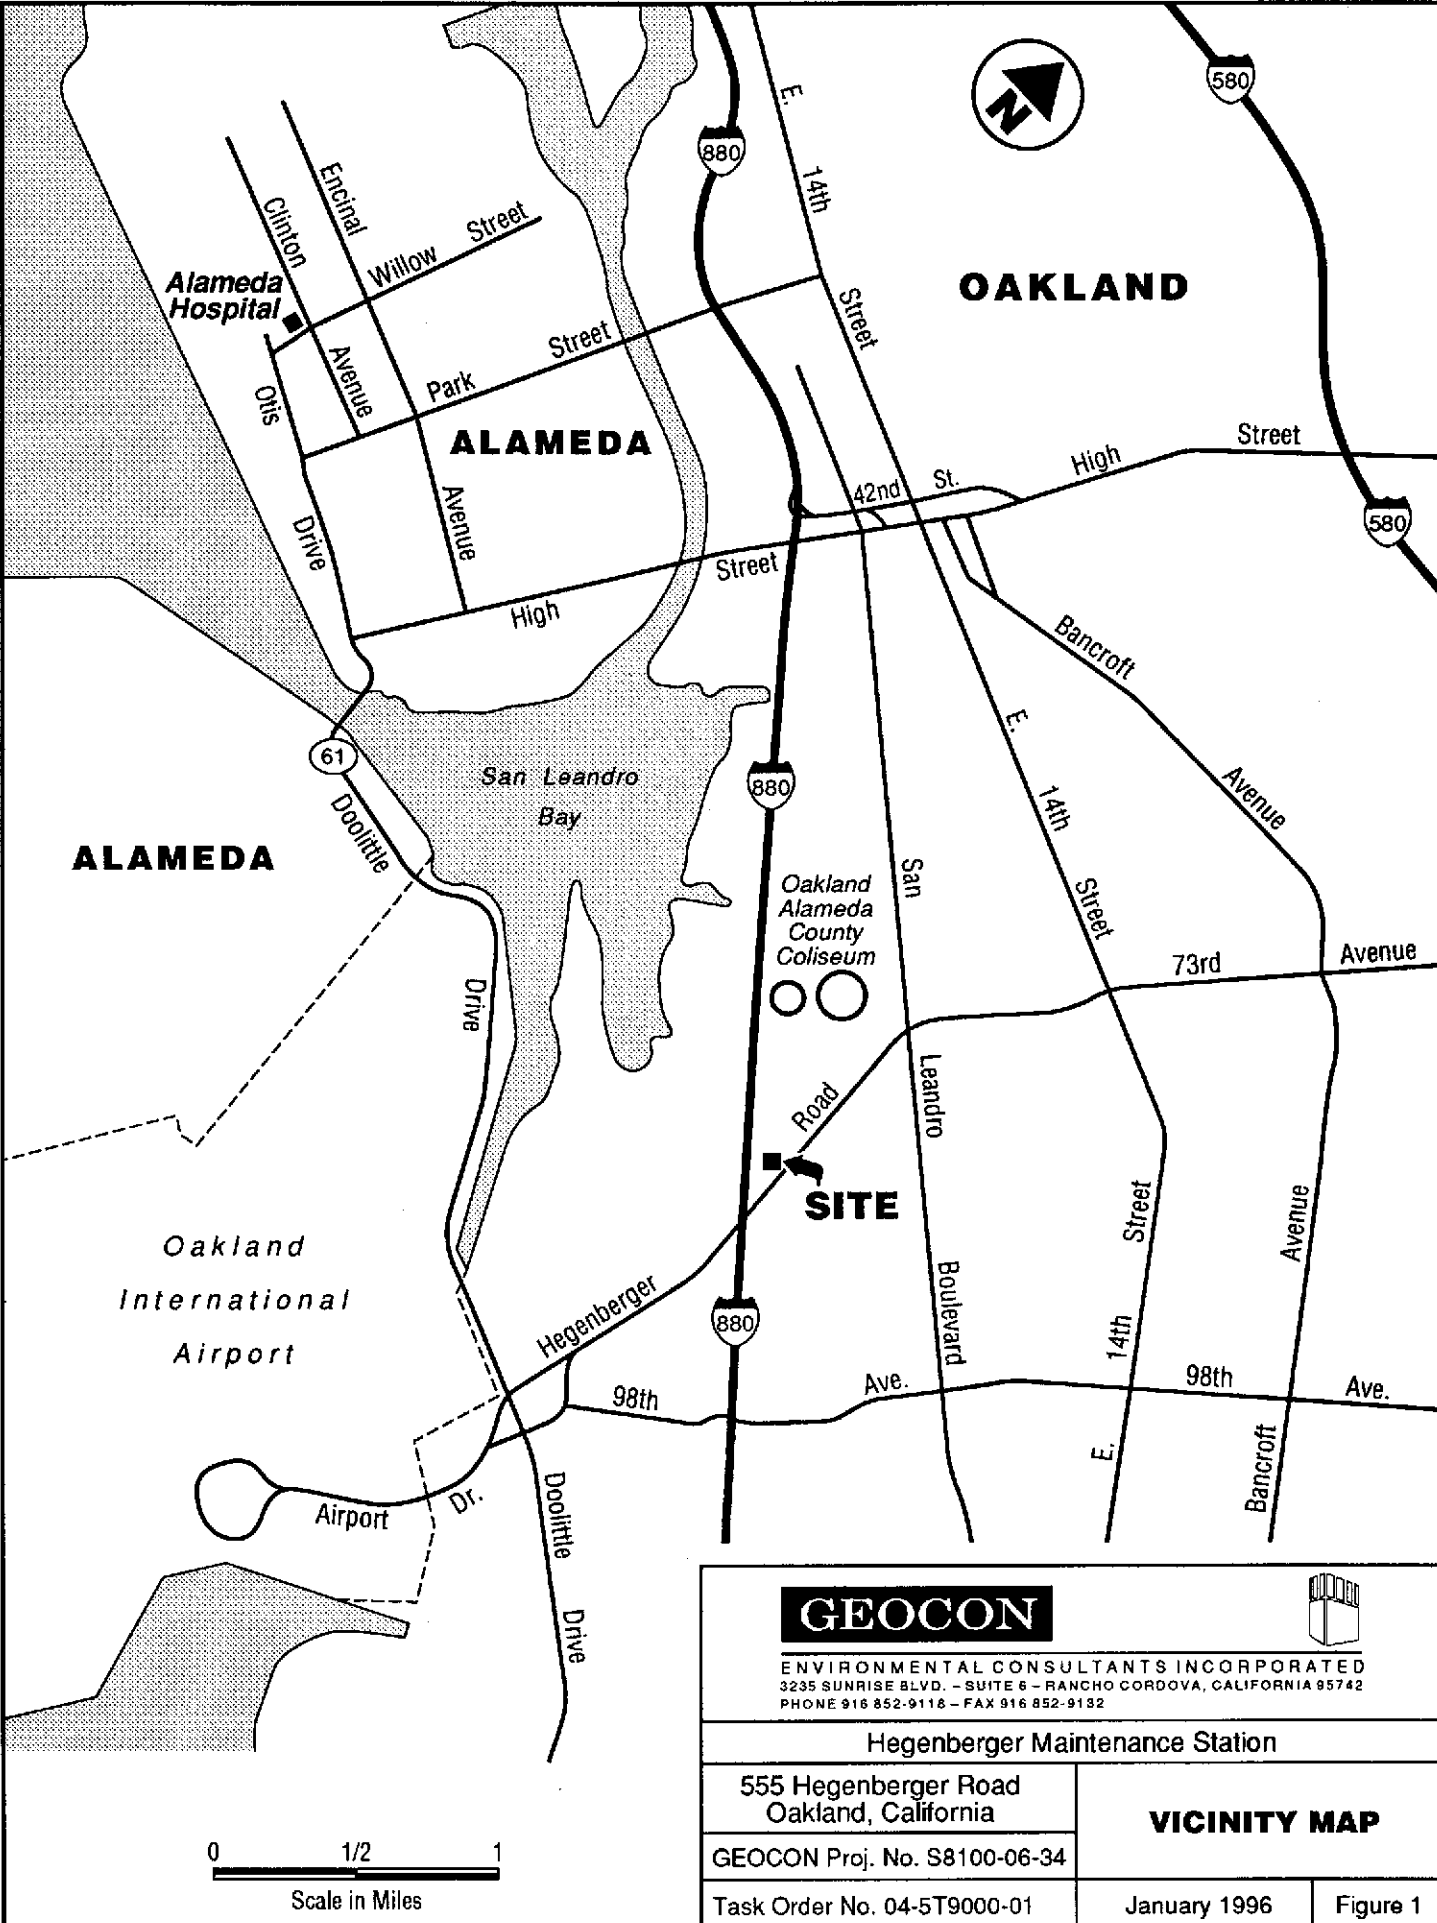 580
E.
880
N
14th
Encinal
Clinton
Street
Willow
Alameda
Hospital
OAKLAND
Street
Street
Avenue
Park
Otis
ALAMEDA
Street
High
42nd St.
Avenue
580
Drive
Street
High
Bancroft
E.
61
San Leandro
Bay
880
Avenue
14th
Doolittle
ALAMEDA
San
Oakland
Alameda
County
Coliseum
Street
73rd
Avenue
Drive
Leandro
Road
SITE
Street
Avenue
Oakland
International
Airport
Hegenberger
880
Boulevard
14th
98th
Ave.
98th
Ave.
E.
Bancroft
Airport
Dr.
Doolittle
Drive
GEOCON
ENVIRONMENTAL CONSULTANTS INCORPORATED
3235 SUNRISE BLVD. – SUITE 6 – RANCHO CORDOVA, CALIFORNIA 95742
PHONE 916 852-9118 – FAX 916 852-9132
Hegenberger Maintenance Station
555 Hegenberger Road
Oakland, California
VICINITY MAP
GEOCON Proj. No. S8100-06-34
Task Order No. 04-5T9000-01
January 1996
Figure 1
0 1/2 1
Scale in Miles